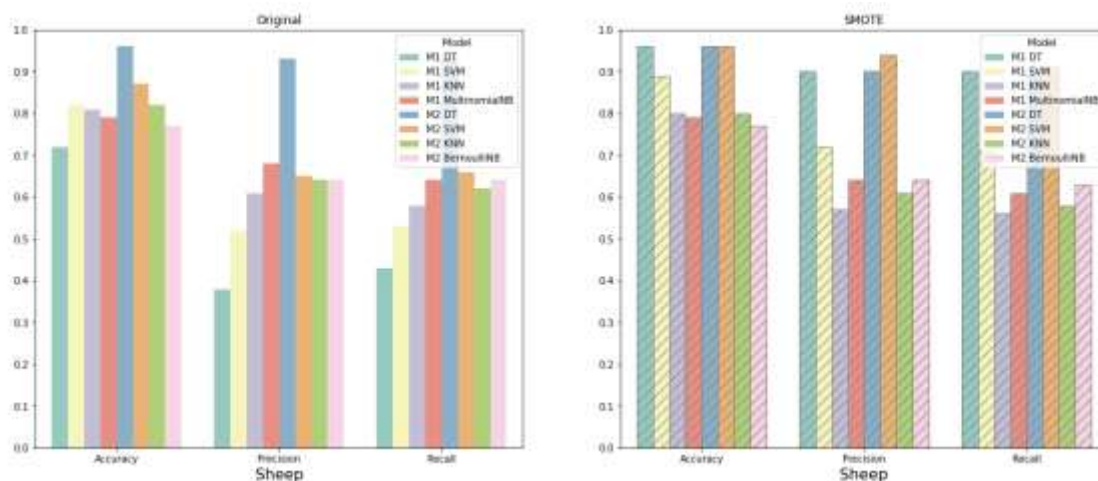 Original
1.0
0.9
0.8
0.7
0.6
0.5
0.4
0.3
0.2
0.1
0.0
Model
M1 DT
M1 SVM
M1 KNN
M1 MultinomialNB
M2 DT
M2 SVM
M2 KNN
M2 BernoulliNB
Accuracy
Precision
Recall
Sheep
SMOTE
1.0
0.9
0.8
0.7
0.6
0.5
0.4
0.3
0.2
0.1
0.0
Model
M1 DT
M1 SVM
M1 KNN
M1 MultinomialNB
M2 DT
M2 SVM
M2 KNN
M2 BernoulliNB
Accuracy
Precision
Recall
Sheep